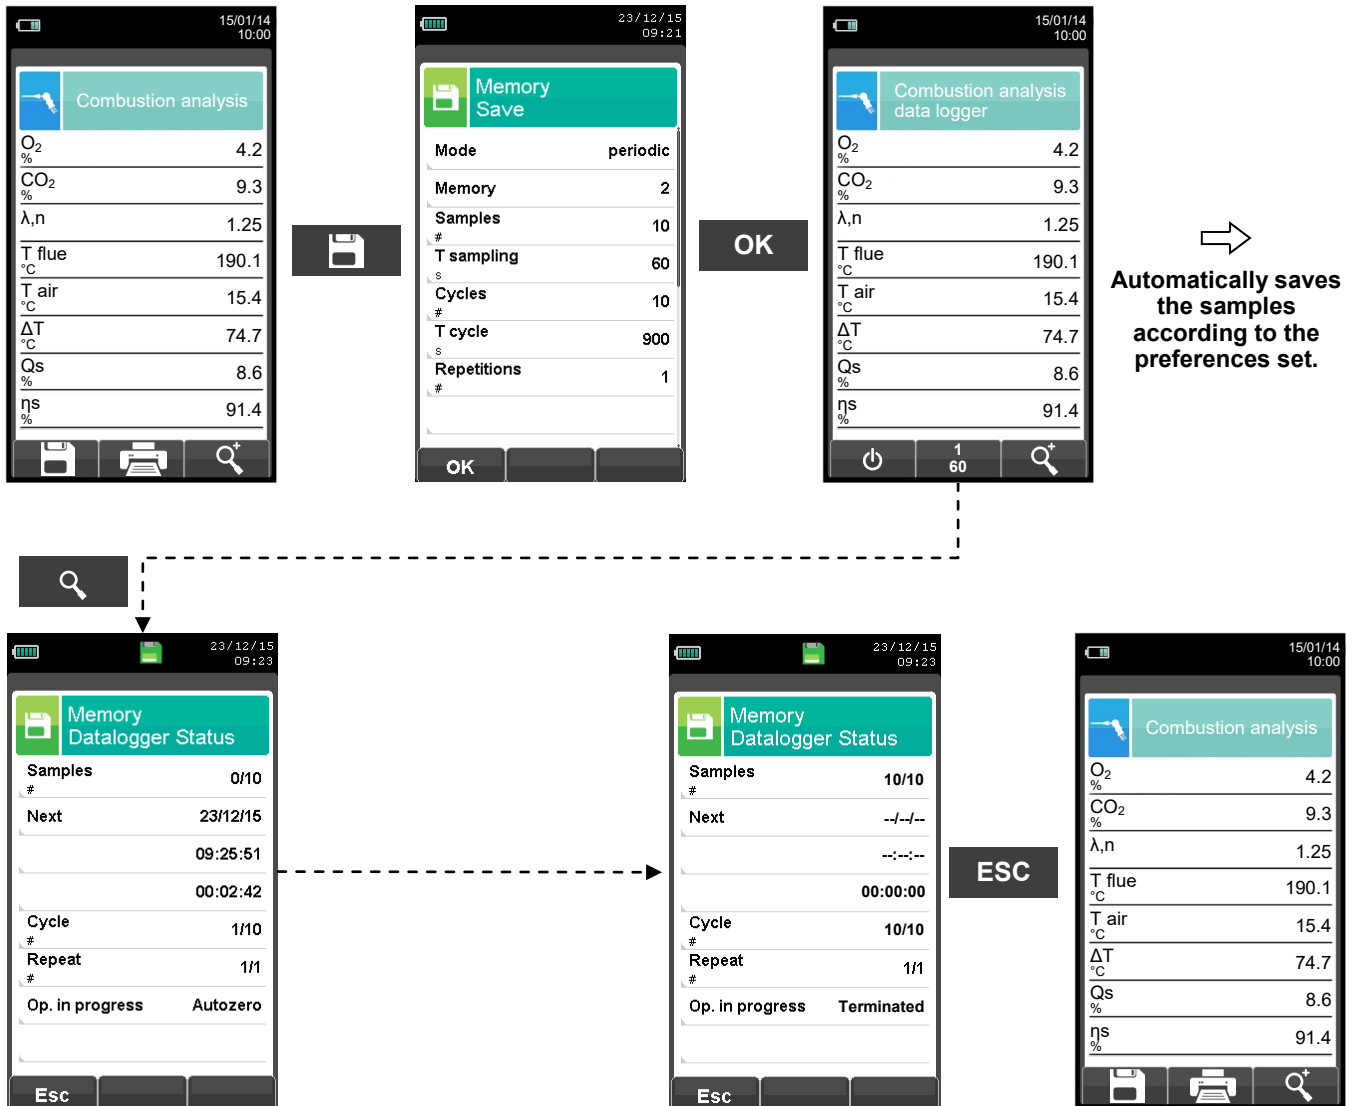 15/01/14
10:00
Combustion analysis
O2
%
4.2
CO2
%
9.3
λ,n
1.25
T flue
°C
190.1
T air
°C
15.4
ΔT
°C
74.7
Qs
%
8.6
ηs
%
91.4
23/12/15
09:21
Memory
Save
Mode periodic
Memory 2
Samples
#
10
T sampling
s
60
Cycles
#
10
T cycle
s
900
Repetitions
#
1
OK
OK
15/01/14
10:00
Combustion analysis
data logger
O2
%
4.2
CO2
%
9.3
λ,n
1.25
T flue
°C
190.1
T air
°C
15.4
ΔT
°C
74.7
Qs
%
8.6
ηs
%
91.4
1
60
Automatically saves
the samples
according to the
preferences set.
23/12/15
09:23
Memory
Datalogger Status
Samples
#
0/10
Next 23/12/15
09:25:51
00:02:42
Cycle
#
1/10
Repeat
#
1/1
Op. in progress Autozero
Esc
23/12/15
09:23
Memory
Datalogger Status
Samples
#
10/10
Next --/--/--
--:--:--
00:00:00
Cycle
#
10/10
Repeat
#
1/1
Op. in progress Terminated
Esc
ESC
15/01/14
10:00
Combustion analysis
O2
%
4.2
CO2
%
9.3
λ,n
1.25
T flue
°C
190.1
T air
°C
15.4
ΔT
°C
74.7
Qs
%
8.6
ηs
%
91.4